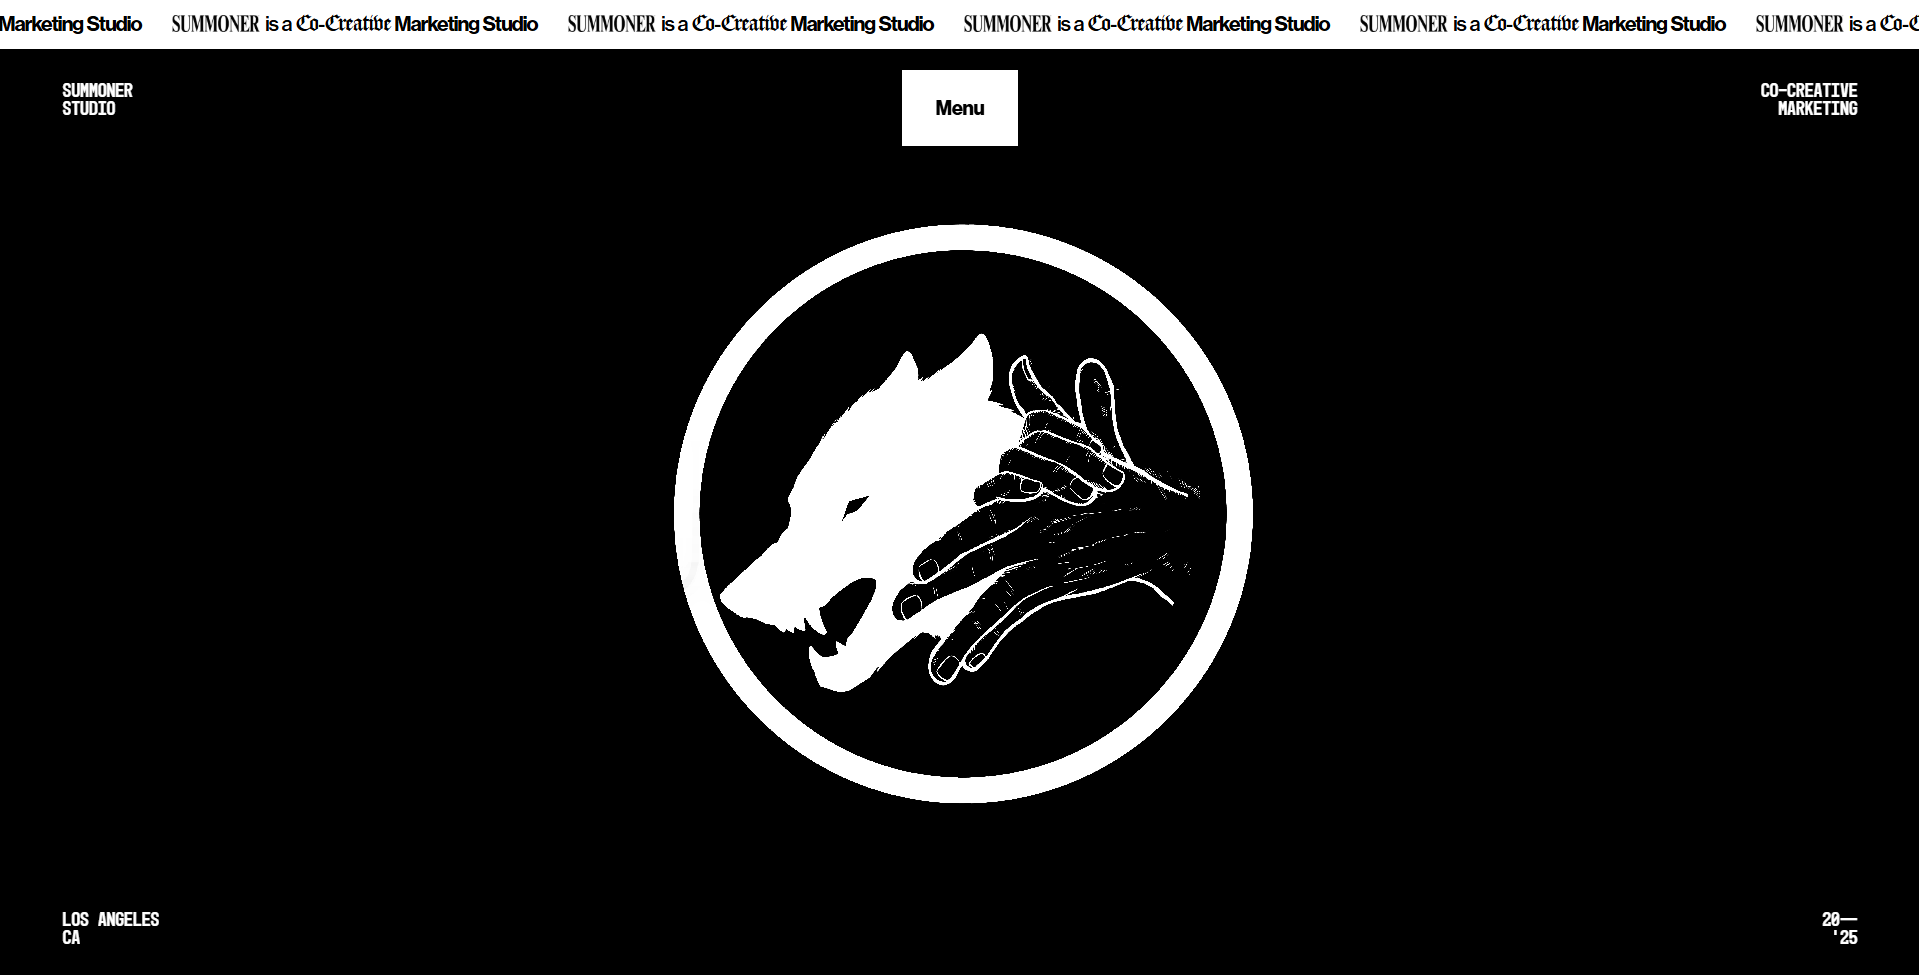 Marketing Studio SUMMONER is a Co-Creative Marketing Studio SUMMONER is a Co-Creative Marketing Studio SUMMONER is a Co-Creative Marketing Studio SUMMONER is a Co-Creative Marketing Studio SUMMONER is a Co-C
SUMMONER
STUDIO
Menu
CO-CREATIVE
MARKETING
LOS ANGELES
CA
20—
'25